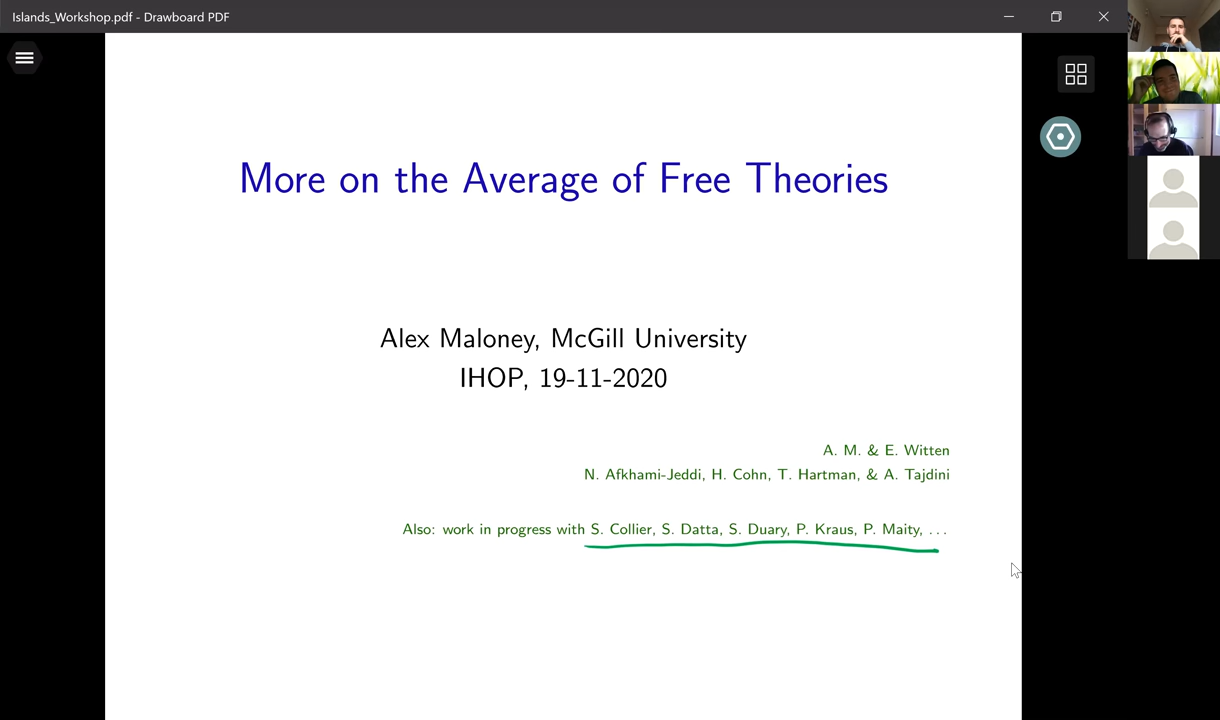 Islands_Workshop.pdf - Drawboard PDF
More on the Average of Free Theories
Alex Maloney, McGill University
IHOP, 19-11-2020
A. M. & E. Witten
N. Afkhami-Jeddi, H. Cohn, T. Hartman, & A. Tajdini
Also: work in progress with S. Collier, S. Datta, S. Duary, P. Kraus, P. Maity, ...